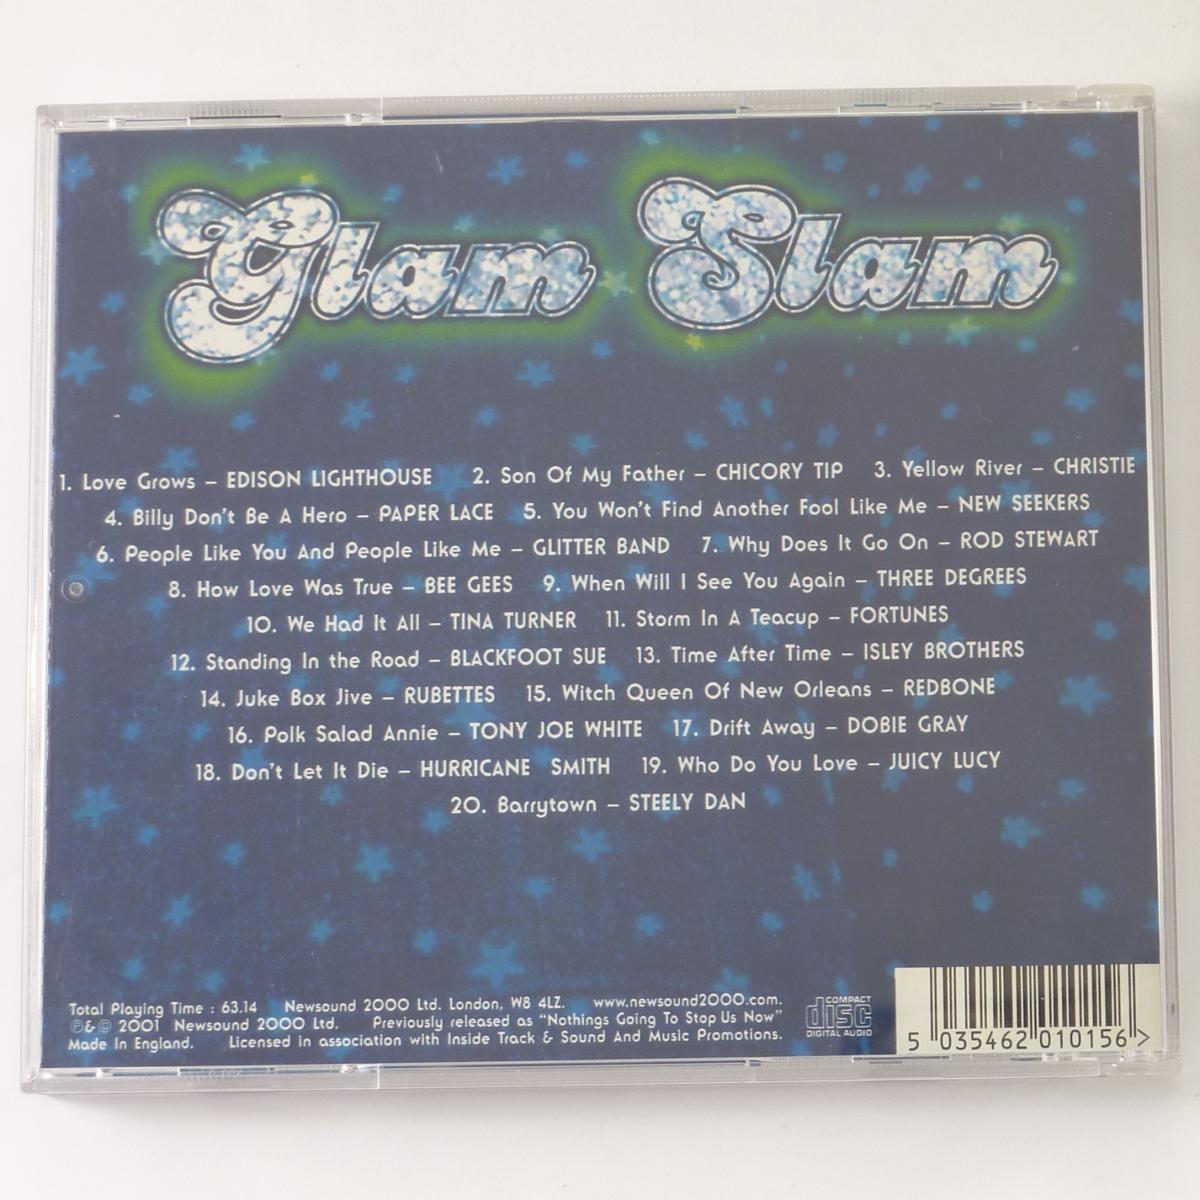 Glam Slam
1. Love Grows – EDISON LIGHTHOUSE 2. Son Of My Father – CHICORY TIP 3. Yellow River – CHRISTIE
4. Billy Don't Be A Hero – PAPER LACE 5. You Won't Find Another Fool Like Me – NEW SEEKERS
6. People Like You And People Like Me – GLITTER BAND 7. Why Does It Go On – ROD STEWART
8. How Love Was True – BEE GEES 9. When Will I See You Again – THREE DEGREES
10. We Had It All – TINA TURNER 11. Storm In A Teacup – FORTUNES
12. Standing In the Road – BLACKFOOT SUE 13. Time After Time – ISLEY BROTHERS
14. Juke Box Jive – RUBETTES 15. Witch Queen Of New Orleans – REDBONE
16. Polk Salad Annie – TONY JOE WHITE 17. Drift Away – DOBIE GRAY
18. Don't Let It Die – HURRICANE SMITH 19. Who Do You Love – JUICY LUCY
20. Barrytown – STEELY DAN
Total Playing Time : 63.14 Newsound 2000 Ltd. London, W8 4LZ. www.newsound2000.com.
℗&© 2001 Newsound 2000 Ltd. Previously released as "Nothings Going To Stop Us Now"
Made In England. Licensed in association with Inside Track & Sound And Music Promotions.
COMPACT
disc
DIGITAL AUDIO
5 035462 010156 >